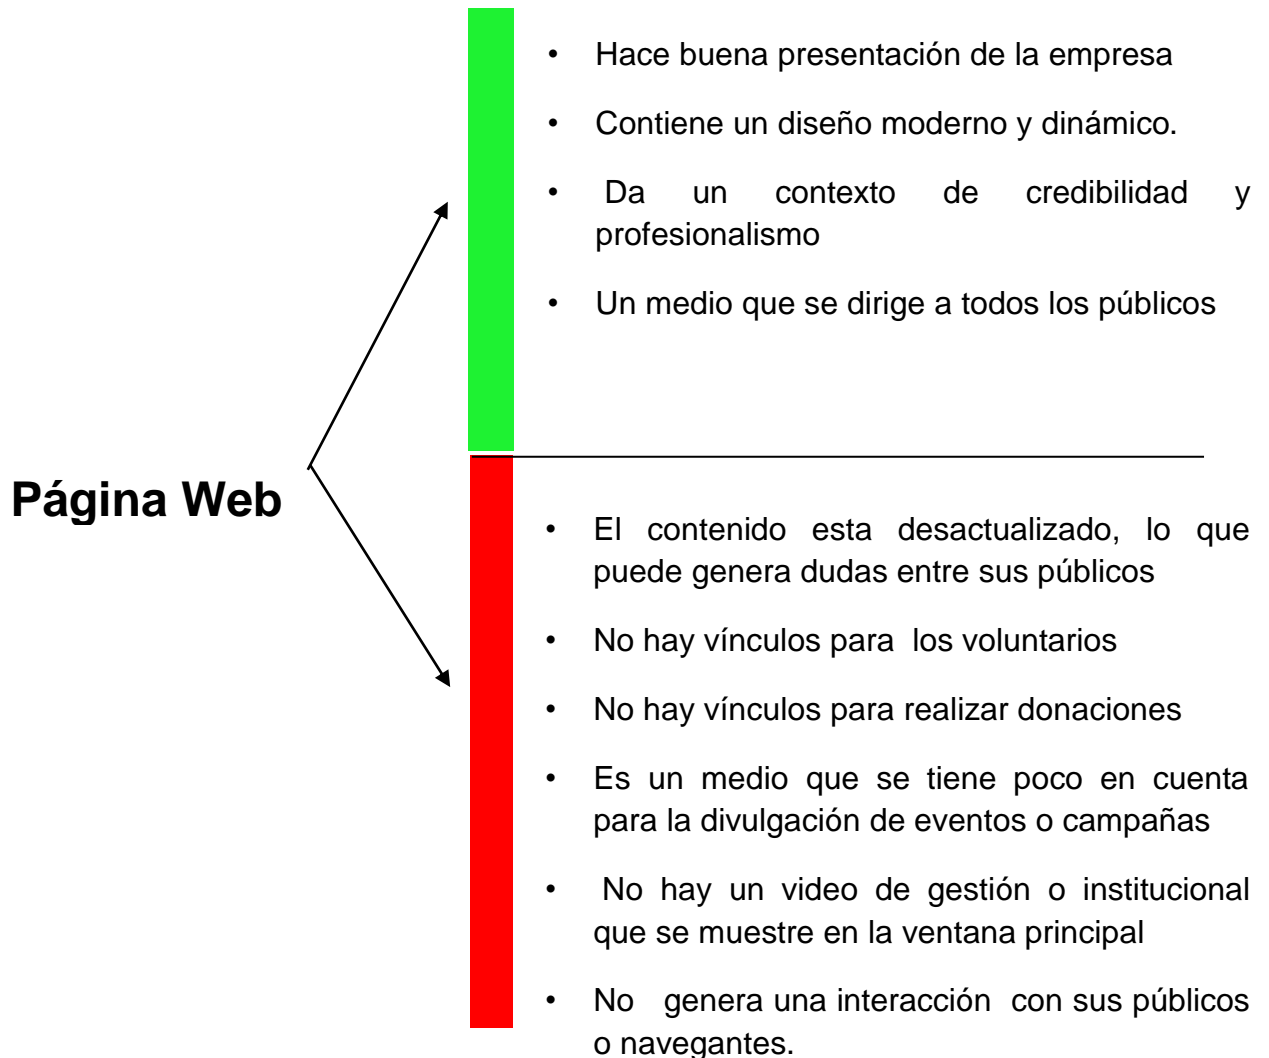 • Hace buena presentación de la empresa
• Contiene un diseño moderno y dinámico.
• Da un contexto de credibilidad y
profesionalismo
• Un medio que se dirige a todos los públicos
Página Web
• El contenido esta desactualizado, lo que
puede genera dudas entre sus públicos
• No hay vínculos para los voluntarios
• No hay vínculos para realizar donaciones
• Es un medio que se tiene poco en cuenta
para la divulgación de eventos o campañas
• No hay un video de gestión o institucional
que se muestre en la ventana principal
• No genera una interacción con sus públicos
o navegantes.